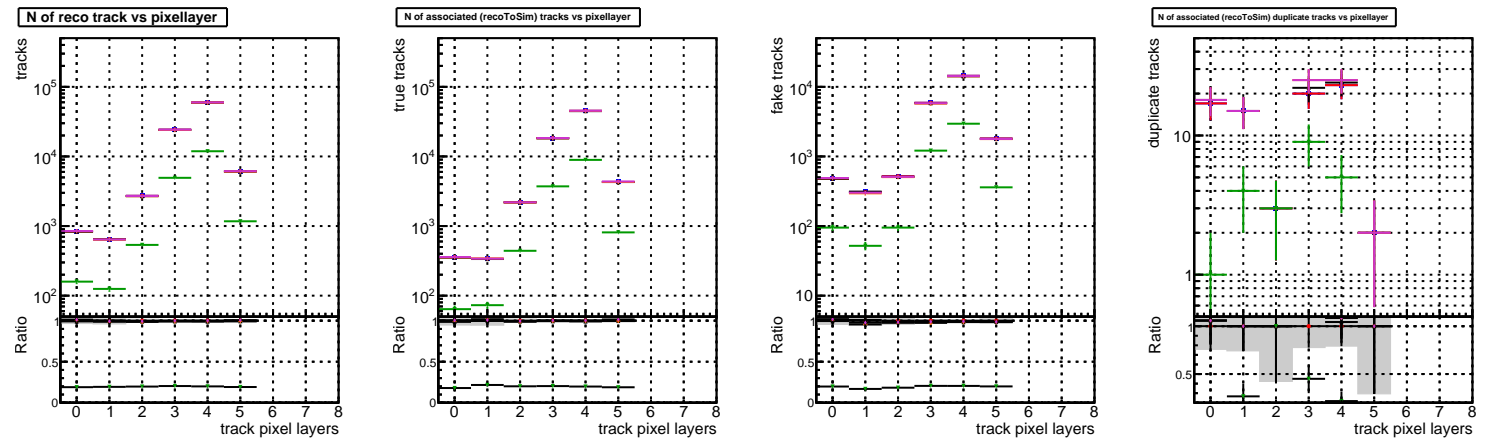 N of reco track vs pixellayer
tracks
10^5
10^4
10^3
10^2
Ratio
1
0.5
0
0 1 2 3 4 5 6 7 8
track pixel layers
N of associated (recoToSim) tracks vs pixellayer
true tracks
10^5
10^4
10^3
10^2
Ratio
1
0.5
0
0 1 2 3 4 5 6 7 8
track pixel layers
fake tracks
10^4
10^3
10^2
10
Ratio
1
0.5
0
0 1 2 3 4 5 6 7 8
track pixel layers
N of associated (recoToSim) duplicate tracks vs pixellayer
duplicate tracks
10
1
Ratio
1
0.5
0 1 2 3 4 5 6 7 8
track pixel layers